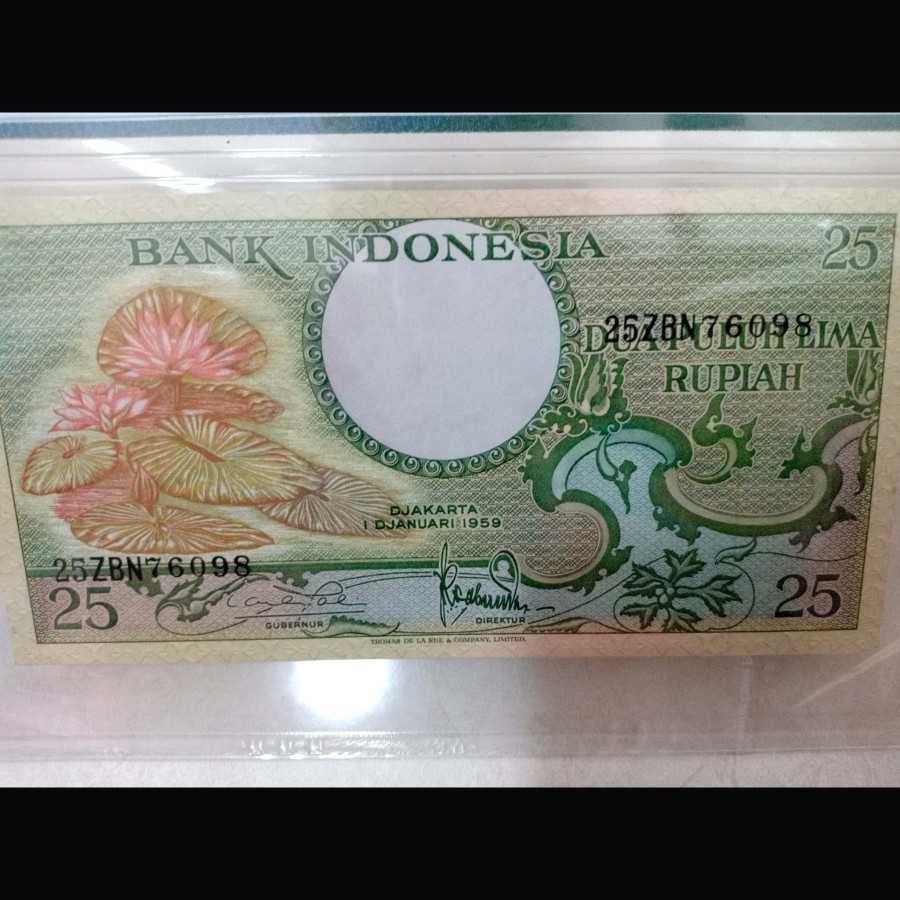 BANK INDONESIA
25
25ZBN76098
DUA PULUH LIMA
RUPIAH
DJAKARTA
1 DJANUARI 1959
25ZBN76098
25
GUBERNUR
DIREKTUR
25
THOMAS DE LA RUE & COMPANY, LIMITED.